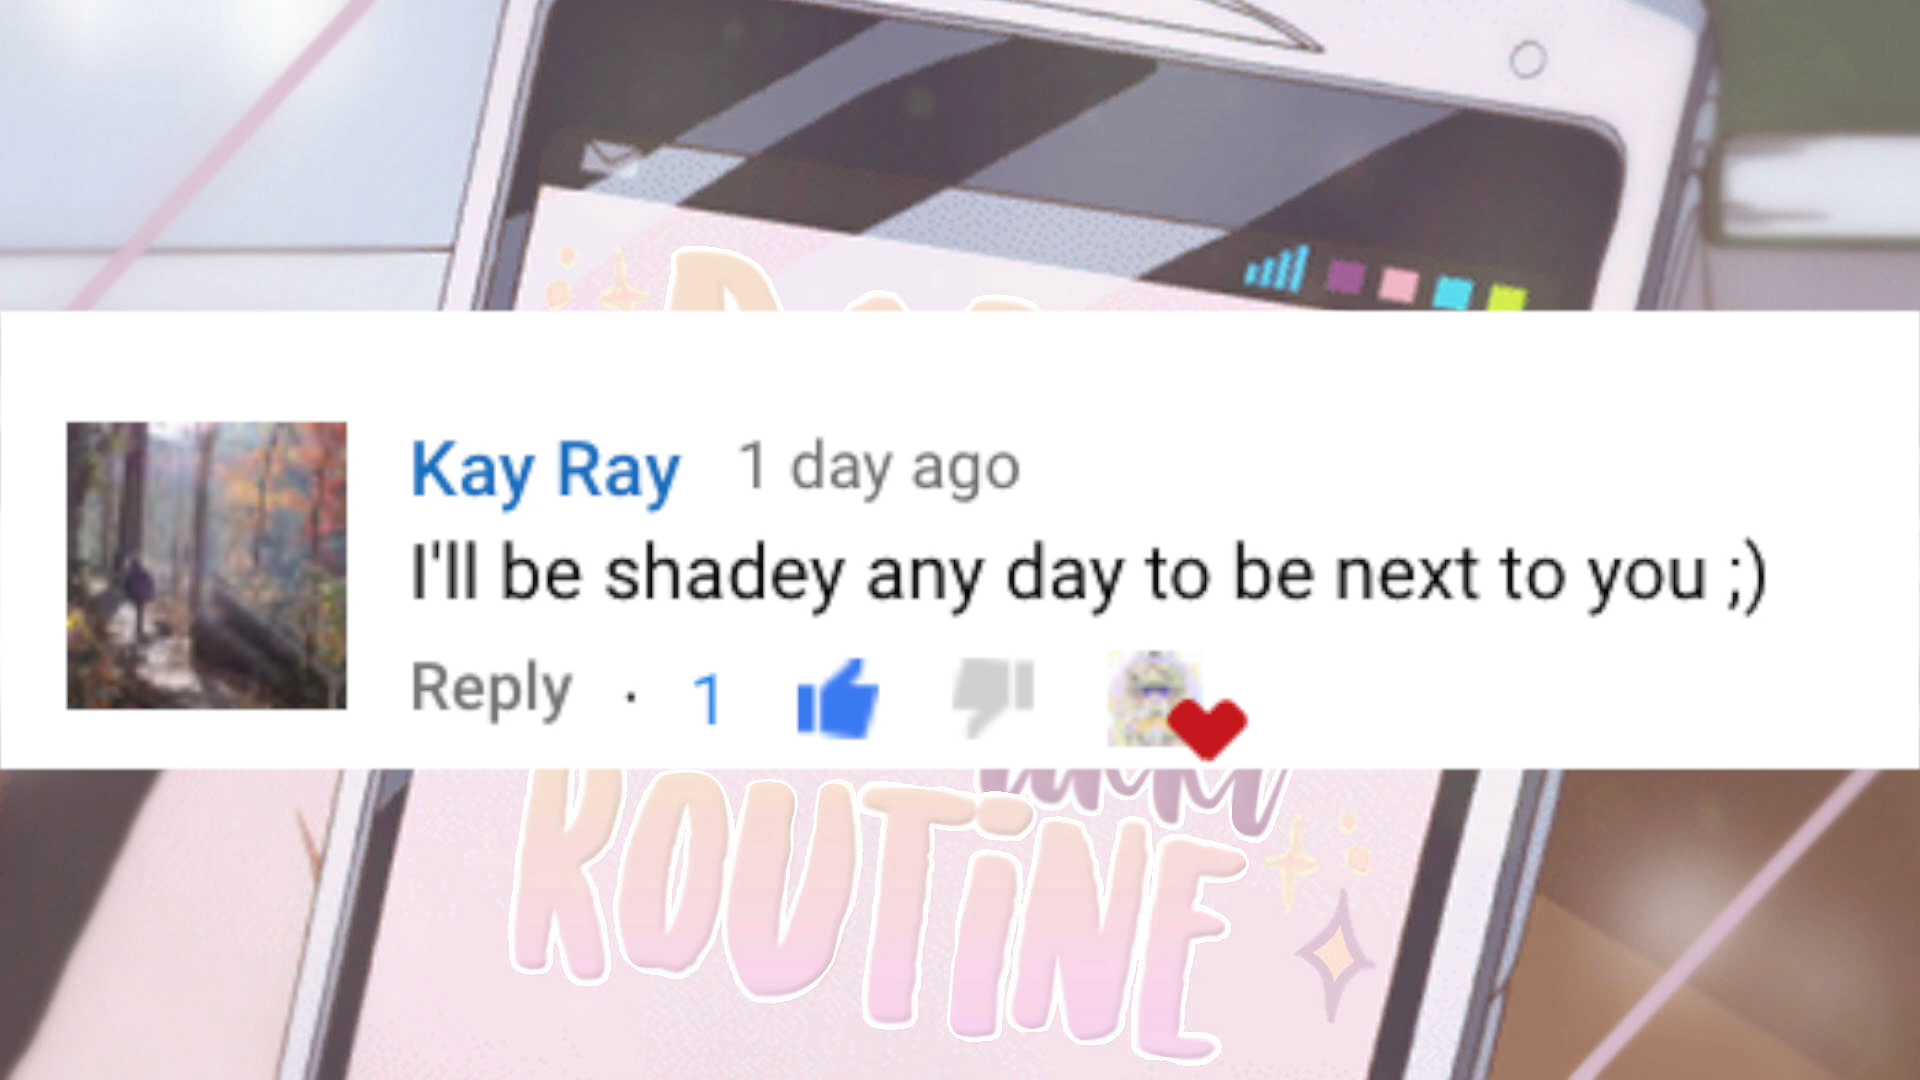 Kay Ray 1 day ago
I'll be shadey any day to be next to you ;)
Reply · 1
ROUTiNE